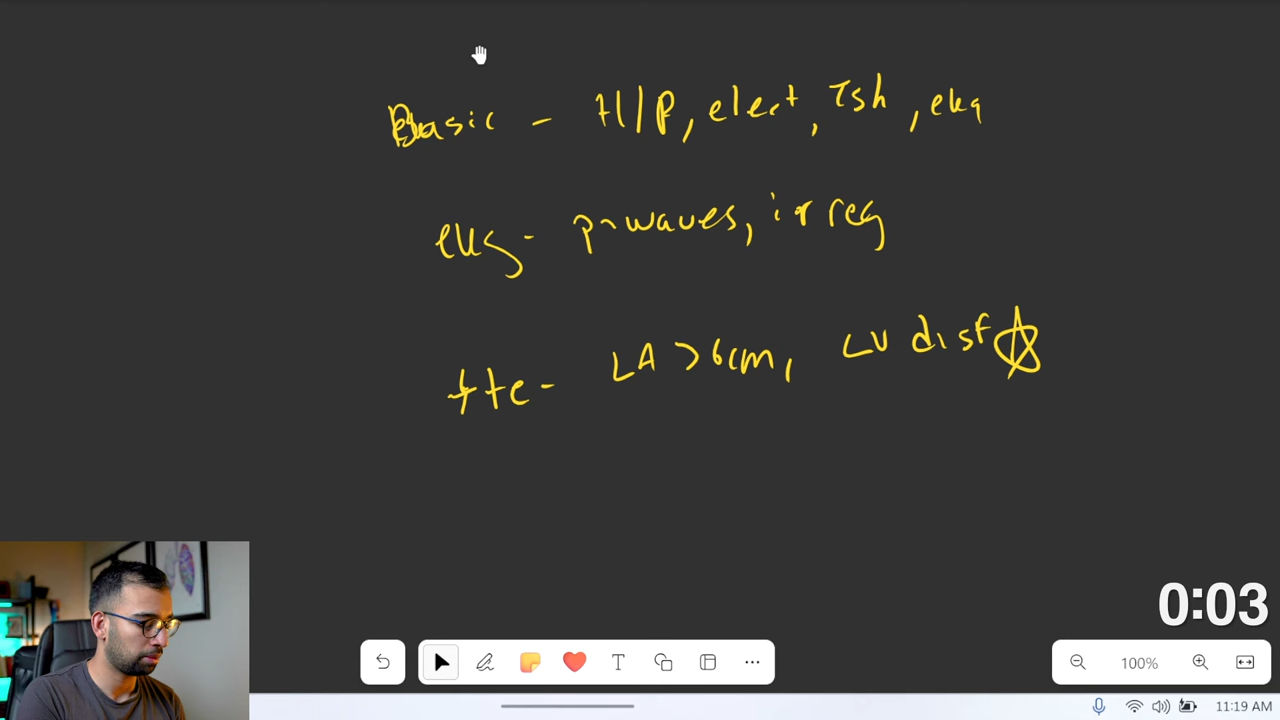 Basic - H/P, elect, Tsh, ekg
ekg - p-waves, irreg
tte - LA >6cm, LV disf
0:03
100%
11:19 AM